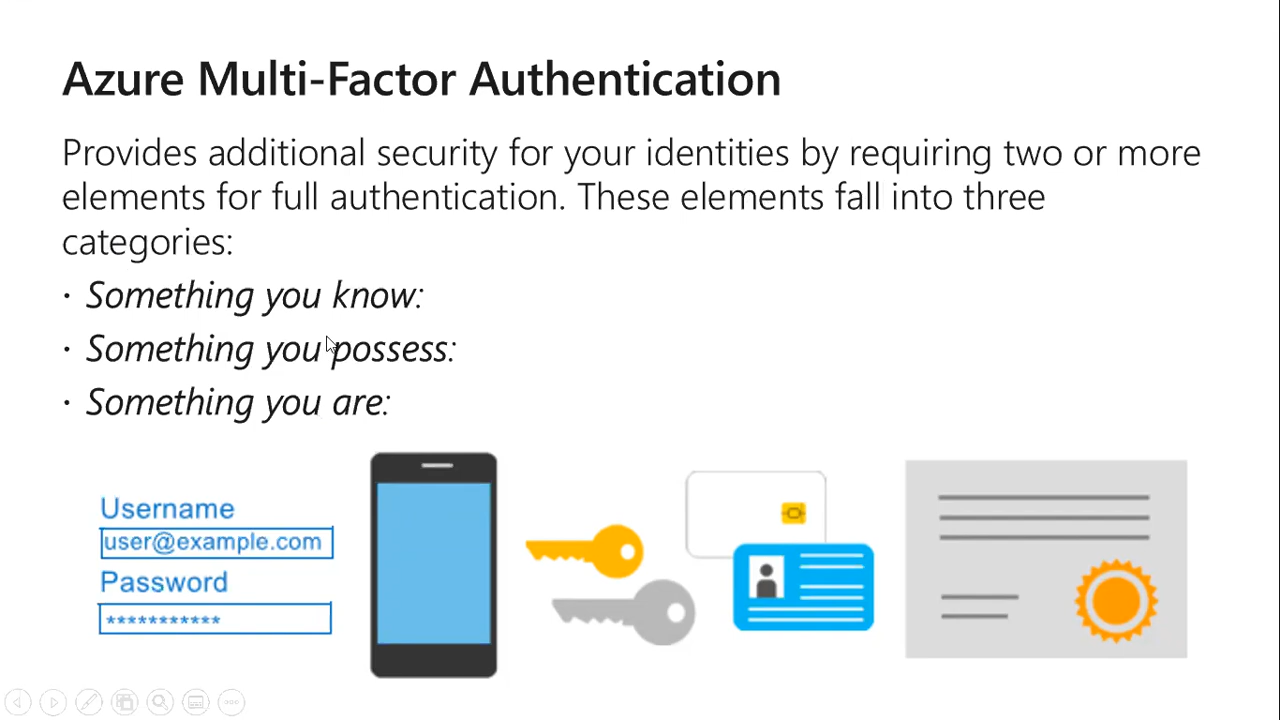 Azure Multi-Factor Authentication
Provides additional security for your identities by requiring two or more
elements for full authentication. These elements fall into three
categories:
· Something you know:
· Something you possess:
· Something you are:
Username
user@example.com
Password
***********